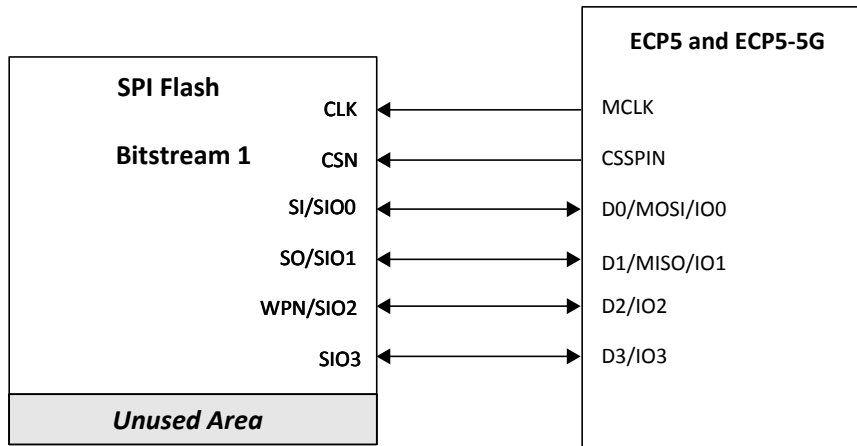 ECP5 and ECP5-5G
SPI Flash
CLK
MCLK
Bitstream 1
CSN
CSSPIN
SI/SIO0
D0/MOSI/IO0
SO/SIO1
D1/MISO/IO1
WPN/SIO2
D2/IO2
SIO3
D3/IO3
Unused Area